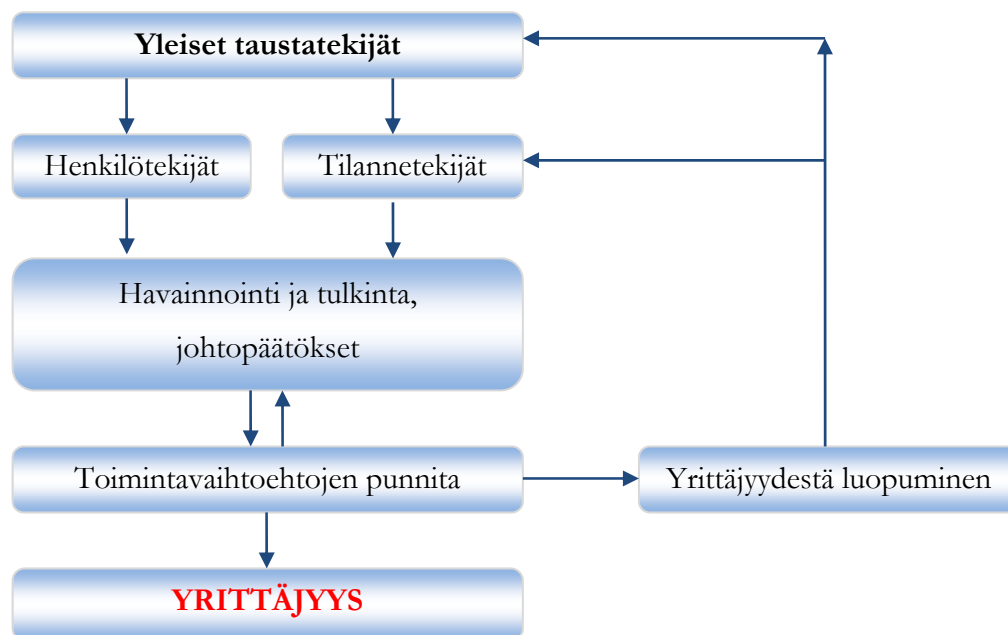 Yleiset taustatekijät
Henkilötekijät
Tilannetekijät
Havainnointi ja tulkinta,
johtopäätökset
Toimintavaihtoehtojen punnita
Yrittäjyydestä luopuminen
YRITTÄJYYS